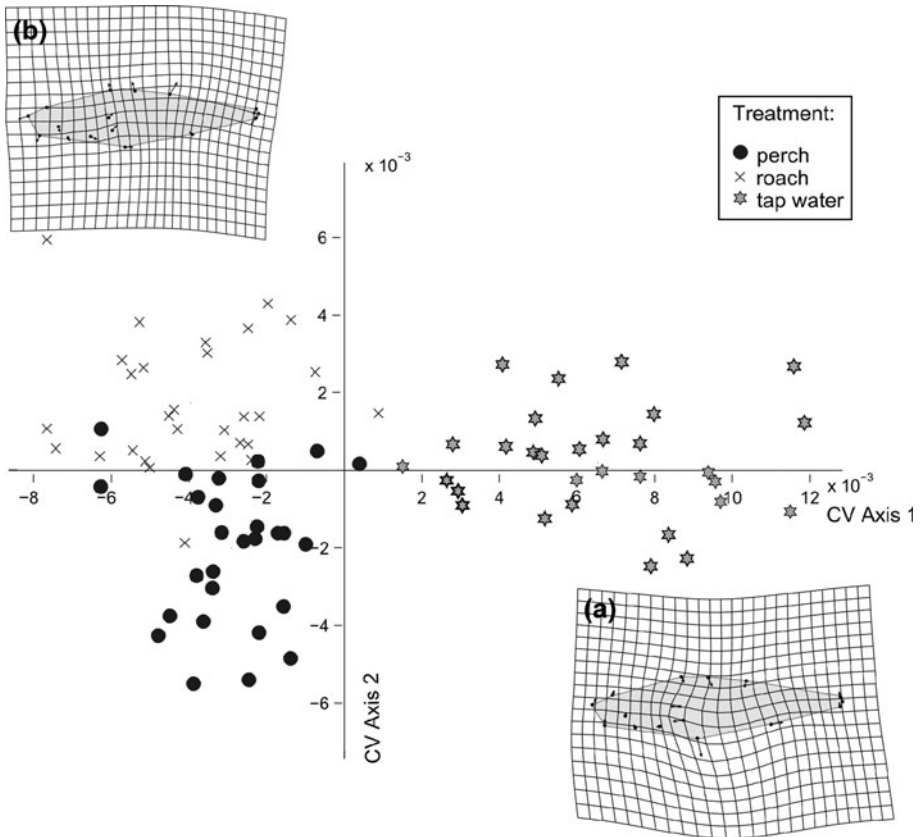 (b)
Treatment:
perch
roach
tap water
x 10⁻³
6
4
2
−8 −6 −4 −2 2 4 6 8 10 12 x 10⁻³
CV Axis 1
−2
−4
−6
CV Axis 2
(a)